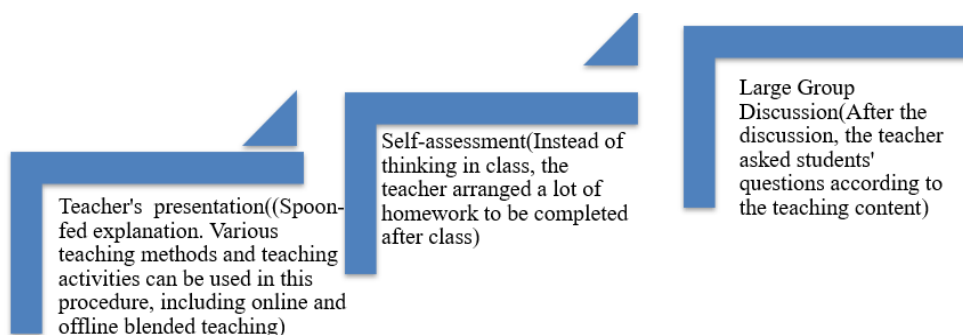 Teacher's presentation((Spoon-
fed explanation. Various
teaching methods and teaching
activities can be used in this
procedure, including online and
offline blended teaching)
Self-assessment(Instead of
thinking in class, the
teacher arranged a lot of
homework to be completed
after class)
Large Group
Discussion(After the
discussion, the teacher
asked students'
questions according to
the teaching content)